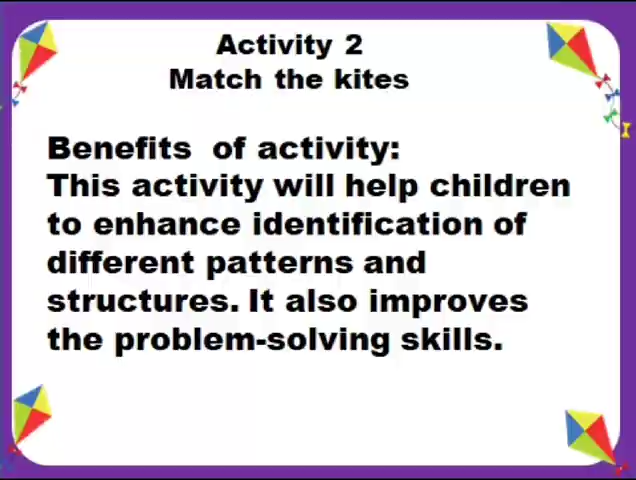 Activity 2
Match the kites
Benefits of activity:
This activity will help children
to enhance identification of
different patterns and
structures. It also improves
the problem-solving skills.